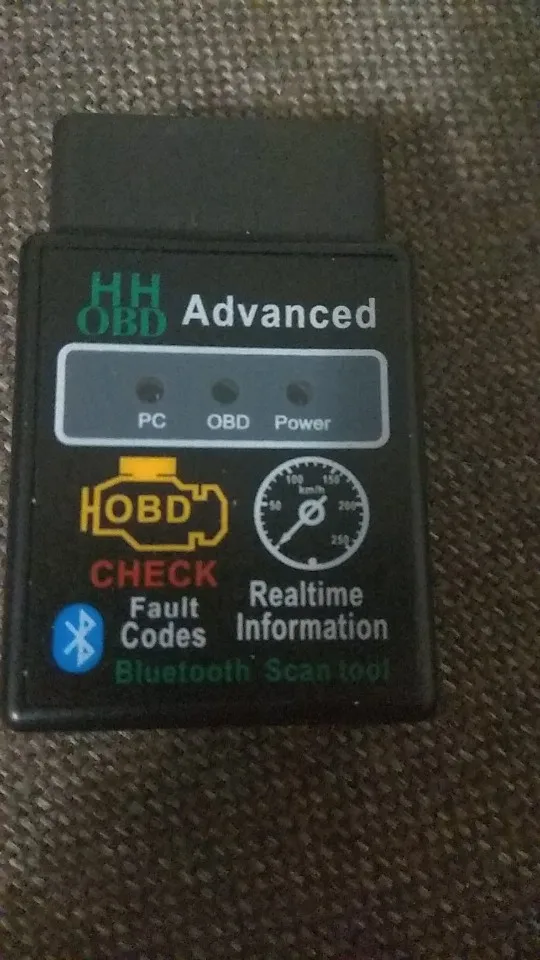 HH
OBD Advanced
PC OBD Power
OBD
CHECK
Fault
Codes
50 100 150 200 250
km/h
Realtime
Information
Bluetooth Scan tool